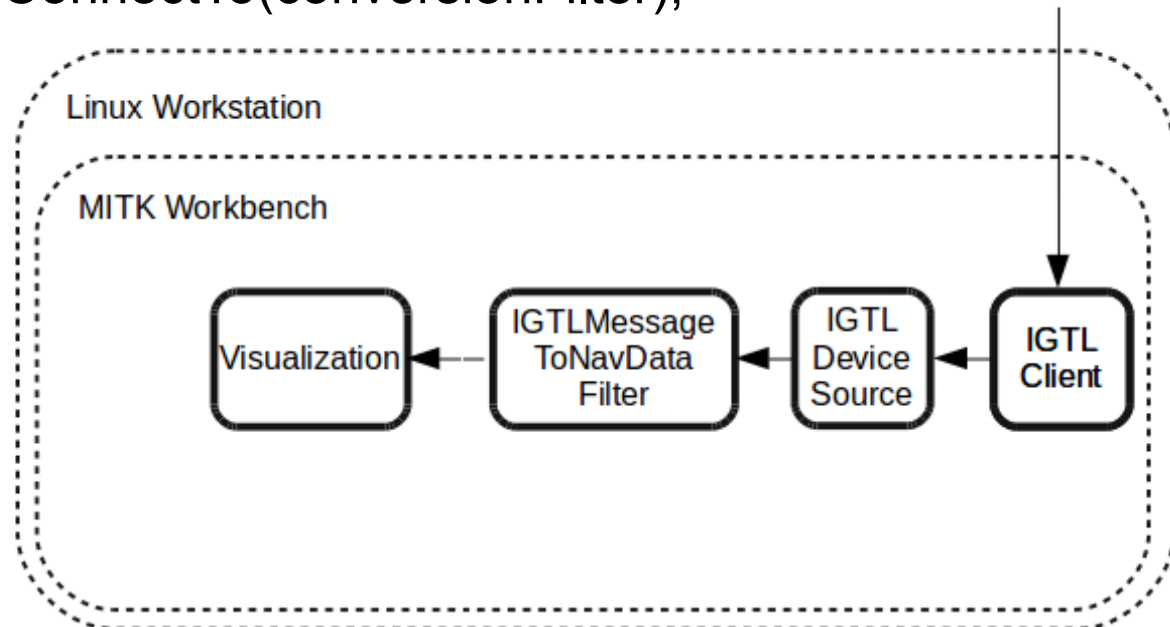 ConnectTo(conversionFilter);
Linux Workstation
MITK Workbench
Visualization
IGTLMessage
ToNavData
Filter
IGTL
Device
Source
IGTL
Client